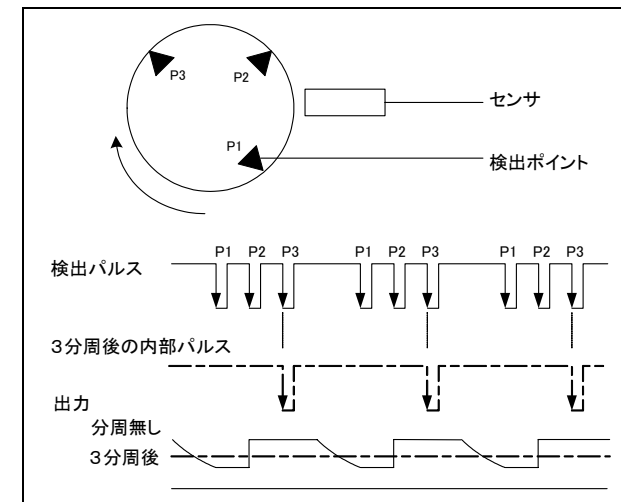 P3
P2
センサ
P1
検出ポイント
P1 P2 P3 P1 P2 P3 P1 P2 P3
検出パルス
3分周後の内部パルス
出力
分周無し
3分周後